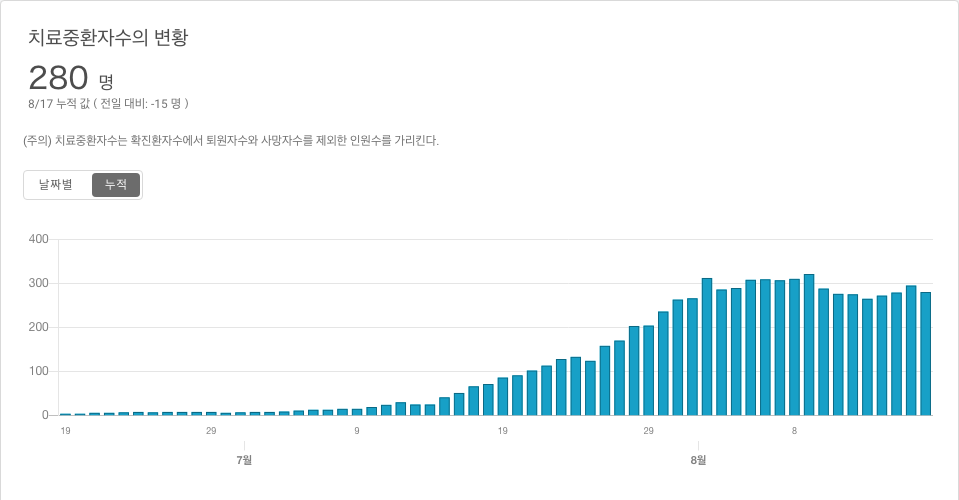 치료중환자수의 변황
280 명
8/17 누적 값 ( 전일 대비: -15 명 )
(주의) 치료중환자수는 확진환자수에서 퇴원자수와 사망자수를 제외한 인원수를 가리킨다.
날짜별 누적
400
300
200
100
0
19 29 9 19 29 8
7월 8월